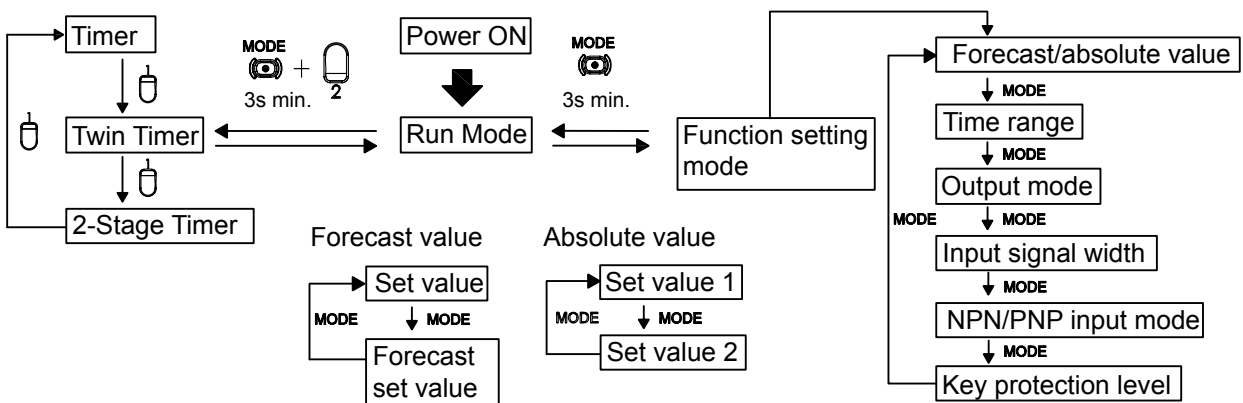 Timer
1
Twin Timer
1
1
2-Stage Timer
MODE
+
2
3s min.
Power ON
Run Mode
MODE
3s min.
Function setting
mode
Forecast value
Set value
MODE
MODE
Forecast
set value
Absolute value
Set value 1
MODE
MODE
Set value 2
Forecast/absolute value
MODE
Time range
MODE
Output mode
MODE
MODE
Input signal width
MODE
NPN/PNP input mode
MODE
Key protection level